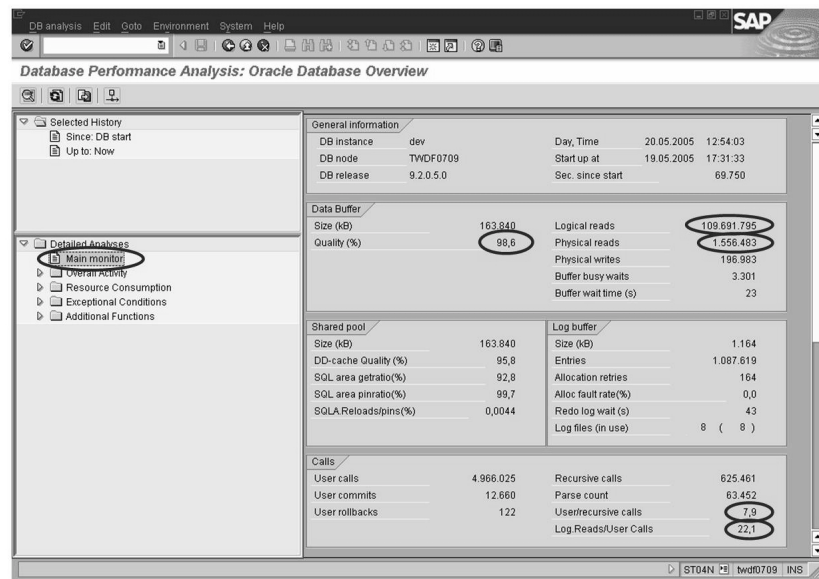 DB analysis Edit Goto Environment System Help
SAP
Database Performance Analysis: Oracle Database Overview
Selected History
Since: DB start
Up to: Now
Detailed Analyses
Main monitor
Overall Activity
Resource Consumption
Exceptional Conditions
Additional Functions
General information
DB instance dev Day, Time 20.05.2005 12:54:03
DB node TWDF0709 Start up at 19.05.2005 17:31:33
DB release 9.2.0.5.0 Sec. since start 69.750
Data Buffer
Size (kB) 163.840 Logical reads 109.691.795
Quality (%) 98,6 Physical reads 1.556.483
Physical writes 196.983
Buffer busy waits 3.301
Buffer wait time (s) 23
Shared pool
Size (kB) 163.840
DD-cache Quality (%) 95,8
SQL area getratio(%) 92,8
SQL area pinratio(%) 99,7
SQLA.Reloads/pins(%) 0,0044
Log buffer
Size (kB) 1.164
Entries 1.087.619
Allocation retries 164
Alloc fault rate(%) 0,0
Redo log wait (s) 43
Log files (in use) 8 ( 8 )
Calls
User calls 4.966.025 Recursive calls 625.461
User commits 12.660 Parse count 63.452
User rollbacks 122 User/recursive calls 7,9
Log.Reads/User Calls 22,1
ST04N twdf0709 INS